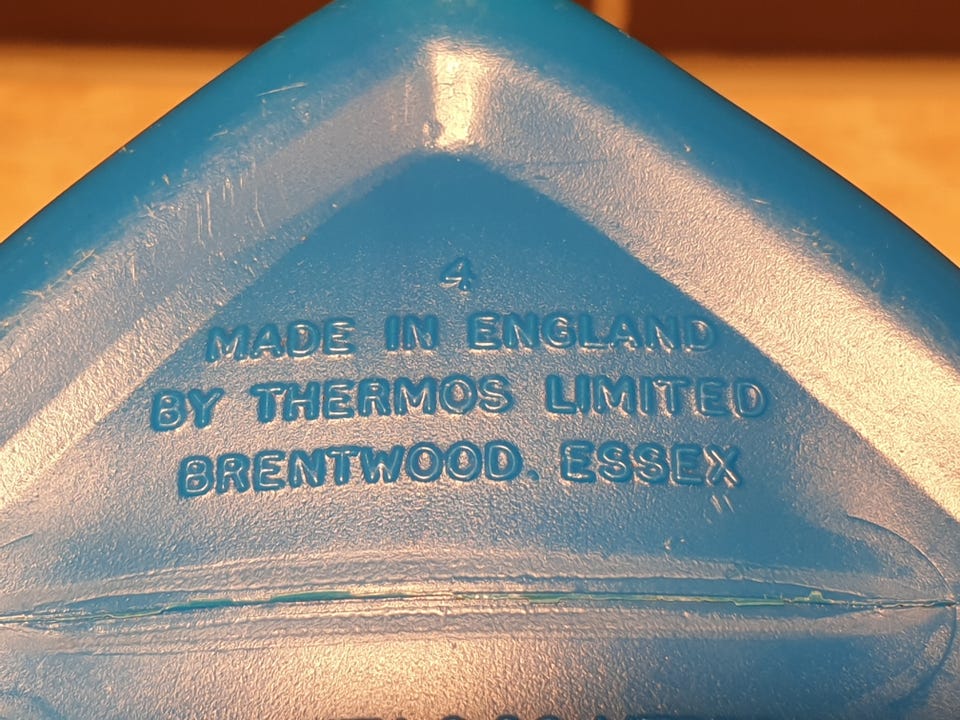 4
MADE IN ENGLAND
BY THERMOS LIMITED
BRENTWOOD. ESSEX